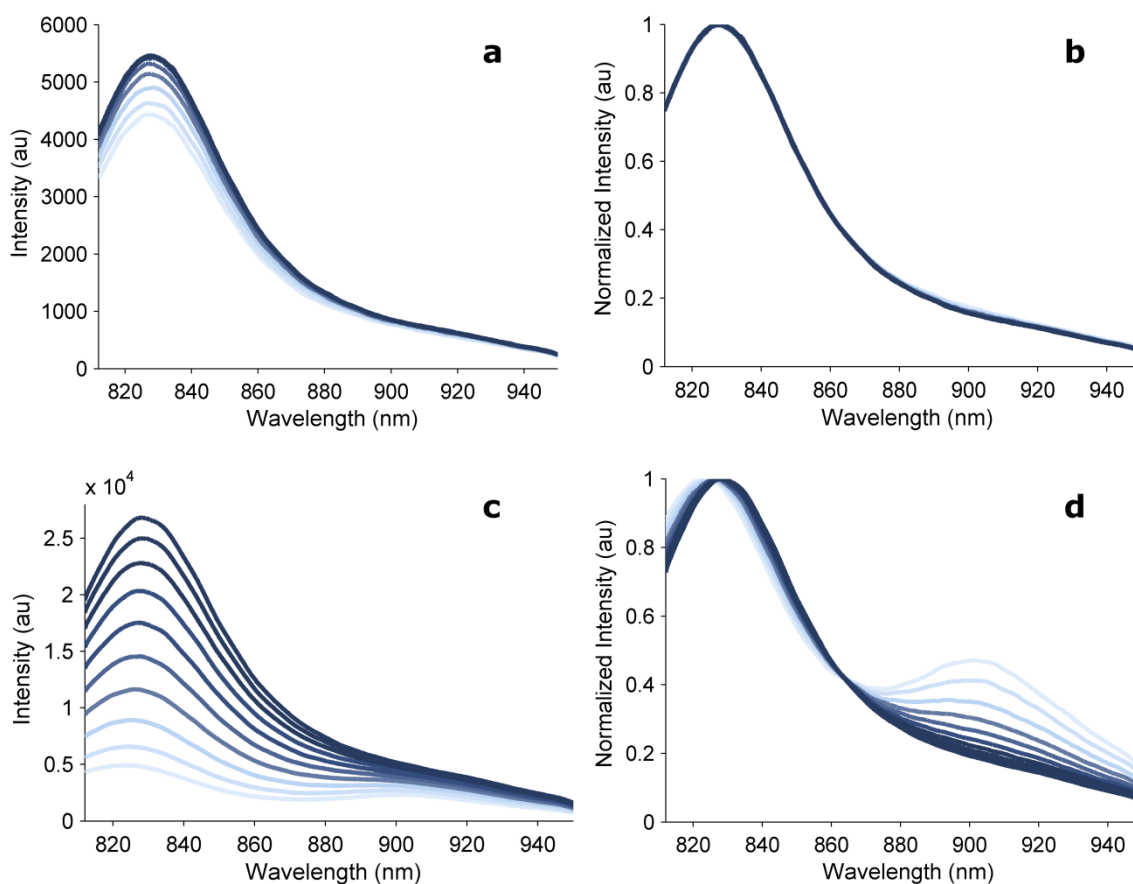 a
6000
5000
4000
3000
2000
1000
0
Intensity (au)
820 840 860 880 900 920 940
Wavelength (nm)
b
1
0.8
0.6
0.4
0.2
0
Normalized Intensity (au)
820 840 860 880 900 920 940
Wavelength (nm)
c
x 10⁴
2.5
2
1.5
1
0.5
0
Intensity (au)
820 840 860 880 900 920 940
Wavelength (nm)
d
1
0.8
0.6
0.4
0.2
0
Normalized Intensity (au)
820 840 860 880 900 920 940
Wavelength (nm)